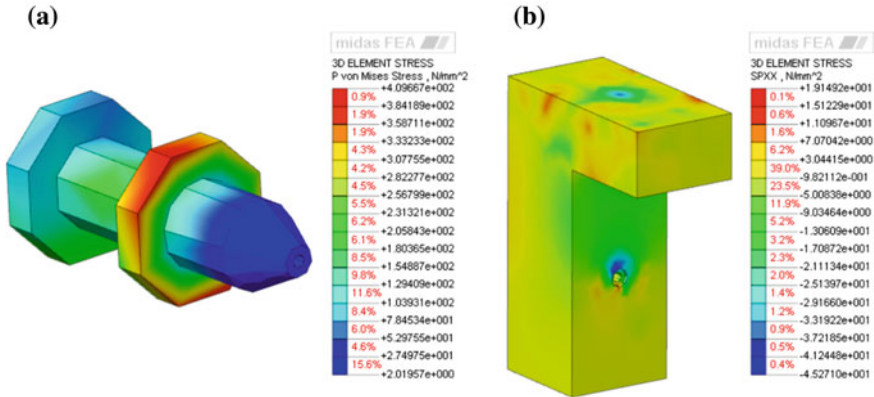 (a)
midas FEA
3D ELEMENT STRESS
P von Mises Stress , N/mm^2
+4.09667e+002
0.9%
+3.84189e+002
1.9%
+3.58711e+002
1.9%
+3.33233e+002
4.3%
+3.07755e+002
4.2%
+2.82277e+002
4.5%
+2.56799e+002
5.5%
+2.31321e+002
6.2%
+2.05843e+002
6.1%
+1.80365e+002
8.5%
+1.54887e+002
9.8%
+1.29409e+002
11.6%
+1.03931e+002
8.4%
+7.84534e+001
6.0%
+5.29755e+001
4.6%
+2.74975e+001
15.6%
+2.01957e+000
(b)
midas FEA
3D ELEMENT STRESS
SPXX , N/mm^2
+1.91492e+001
0.1%
+1.51229e+001
0.6%
+1.10967e+001
1.6%
+7.07042e+000
6.2%
+3.04415e+000
39.0%
-9.82112e-001
23.5%
-5.00838e+000
11.9%
-9.03464e+000
5.2%
-1.30609e+001
3.2%
-1.70872e+001
2.3%
-2.11134e+001
2.0%
-2.51397e+001
1.4%
-2.91660e+001
1.2%
-3.31922e+001
0.9%
-3.72185e+001
0.5%
-4.12448e+001
0.4%
-4.52710e+001